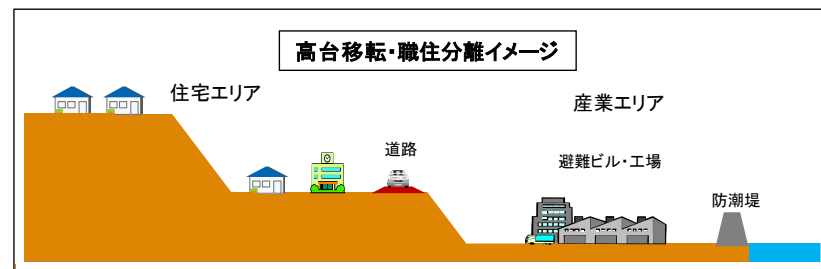 高台移転・職住分離イメージ
住宅エリア
産業エリア
道路
避難ビル・工場
防潮堤